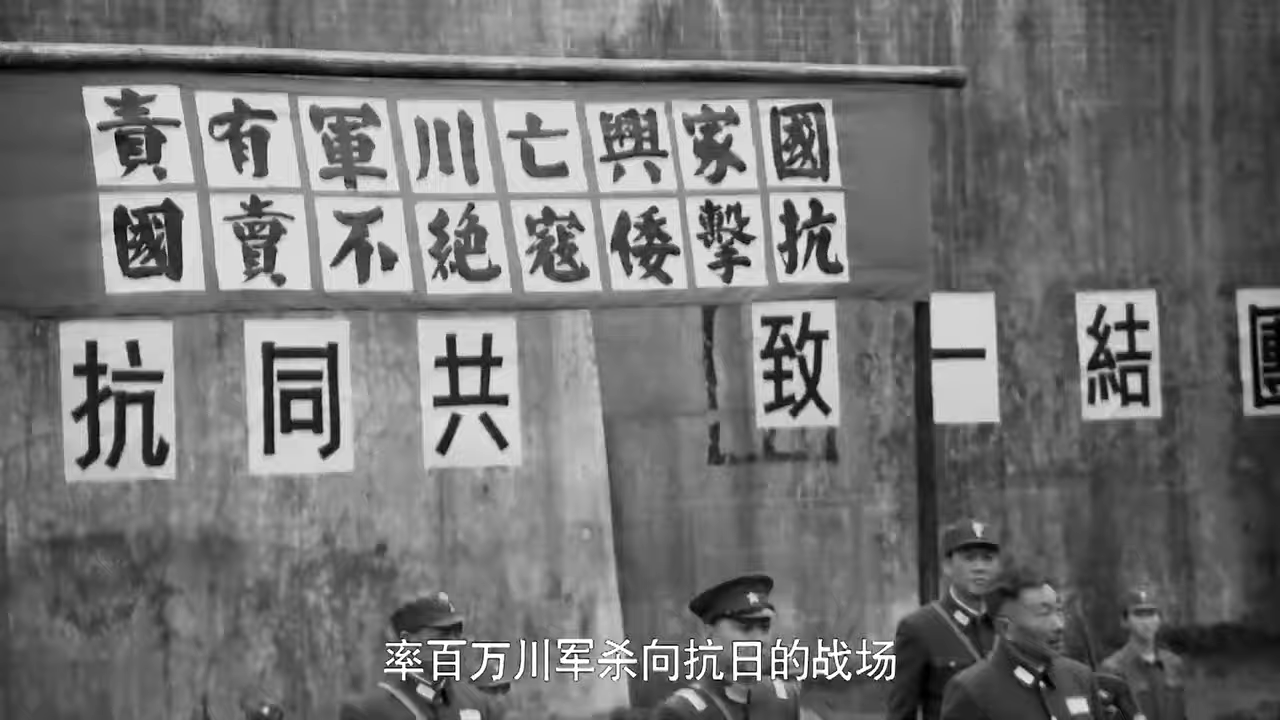 國家興亡川軍有責
抗擊倭寇絶不賣國
團結一致共同抗
率百万川军杀向抗日的战场